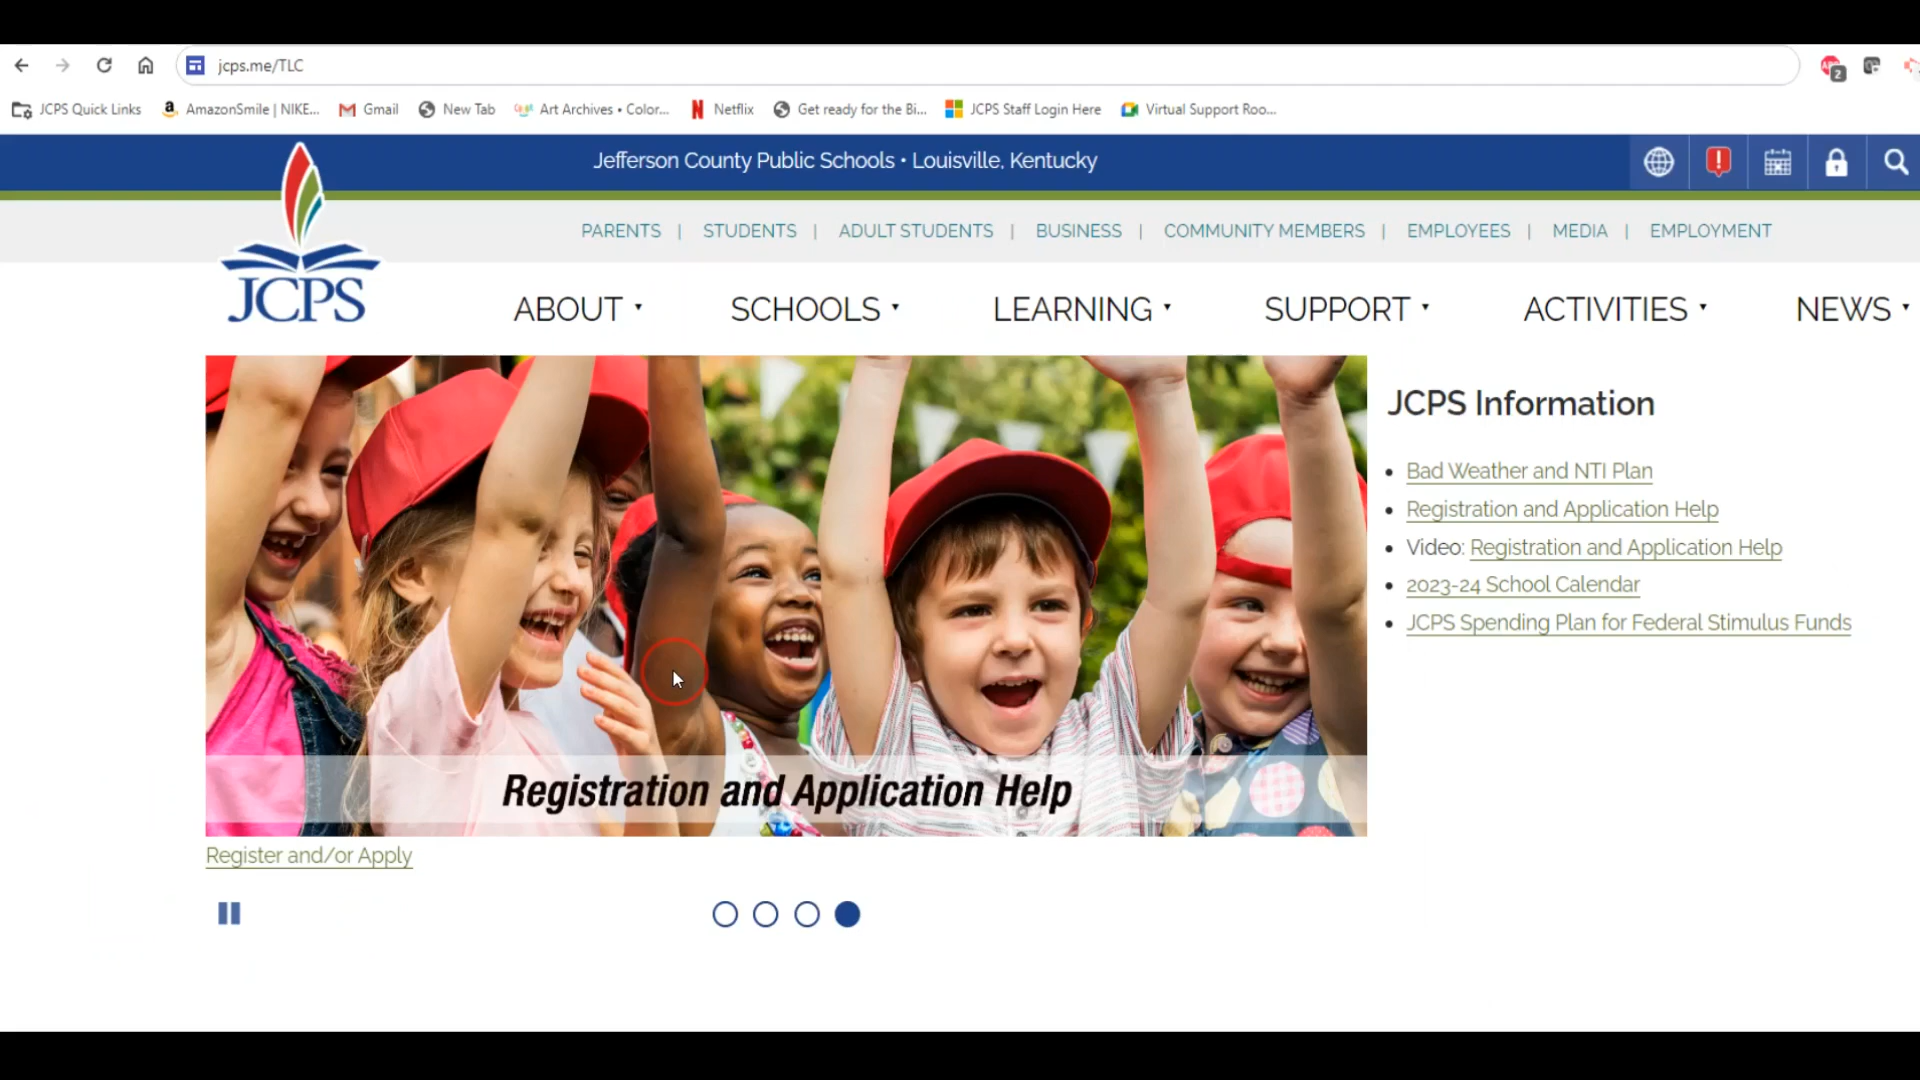 jcps.me/TLC
2
JCPS Quick Links
AmazonSmile | NIKE...
Gmail
New Tab
Art Archives • Color...
Netflix
Get ready for the Bi...
JCPS Staff Login Here
Virtual Support Roo...
Jefferson County Public Schools • Louisville, Kentucky
PARENTS | STUDENTS | ADULT STUDENTS | BUSINESS | COMMUNITY MEMBERS | EMPLOYEES | MEDIA | EMPLOYMENT
JCPS
ABOUT SCHOOLS LEARNING SUPPORT ACTIVITIES NEWS
JCPS Information
• Bad Weather and NTI Plan
• Registration and Application Help
• Video: Registration and Application Help
• 2023-24 School Calendar
• JCPS Spending Plan for Federal Stimulus Funds
Registration and Application Help
Register and/or Apply